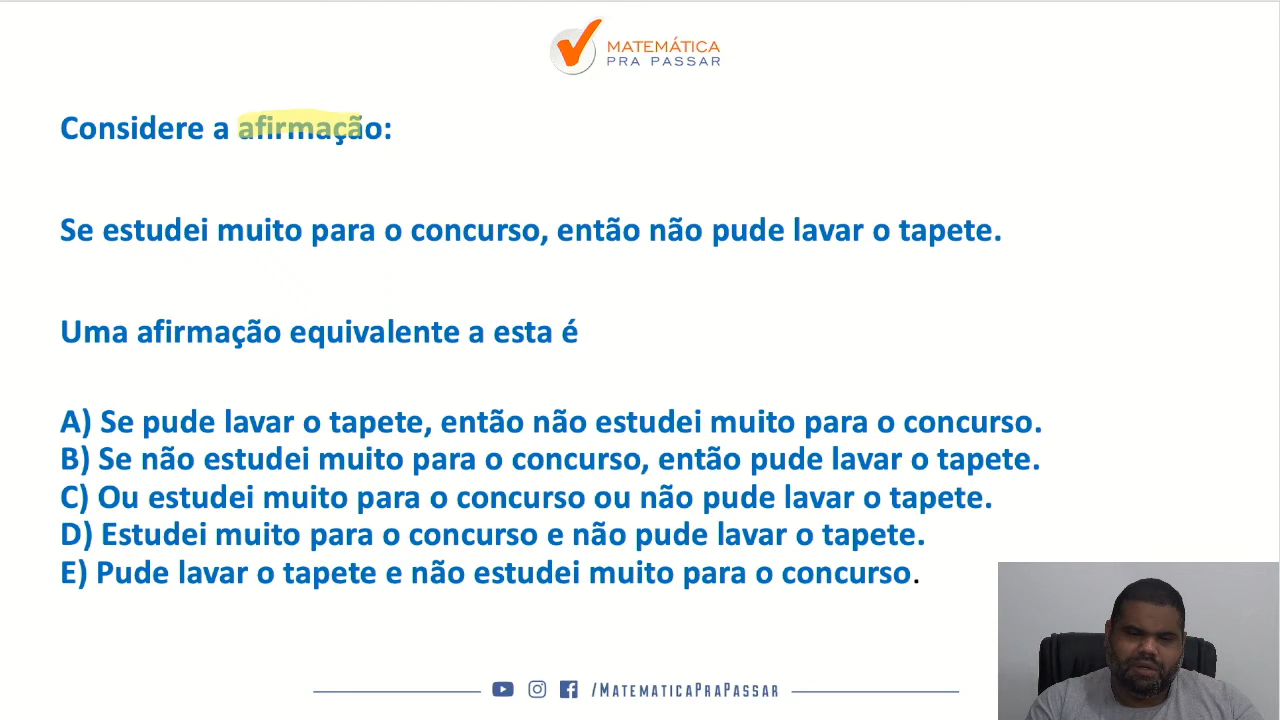 MATEMÁTICA
PRA PASSAR
Considere a afirmação:
Se estudei muito para o concurso, então não pude lavar o tapete.
Uma afirmação equivalente a esta é
A) Se pude lavar o tapete, então não estudei muito para o concurso.
B) Se não estudei muito para o concurso, então pude lavar o tapete.
C) Ou estudei muito para o concurso ou não pude lavar o tapete.
D) Estudei muito para o concurso e não pude lavar o tapete.
E) Pude lavar o tapete e não estudei muito para o concurso.
/MATEMATICAPRAPASSAR